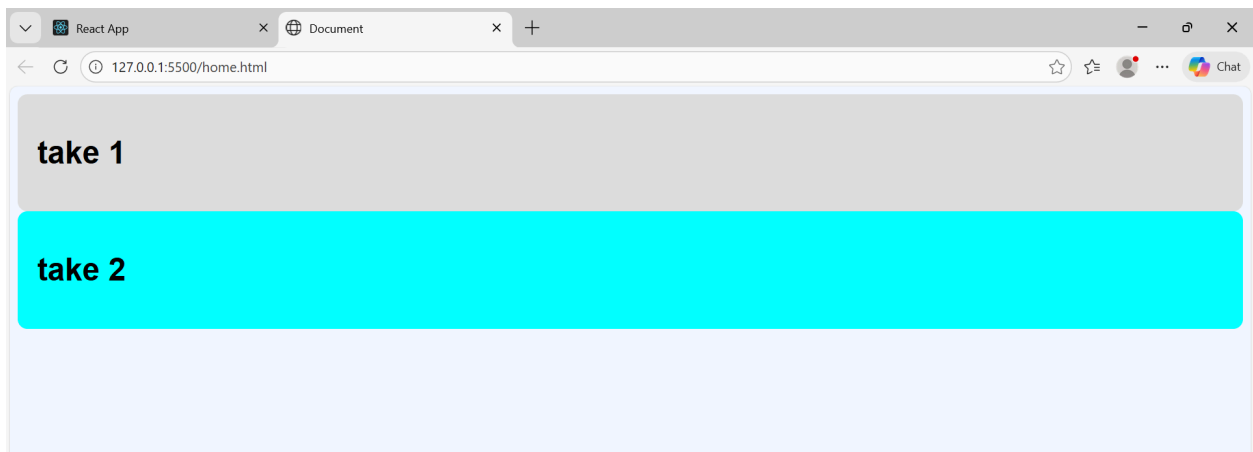 React App
Document
127.0.0.1:5500/home.html
Chat
take 1
take 2